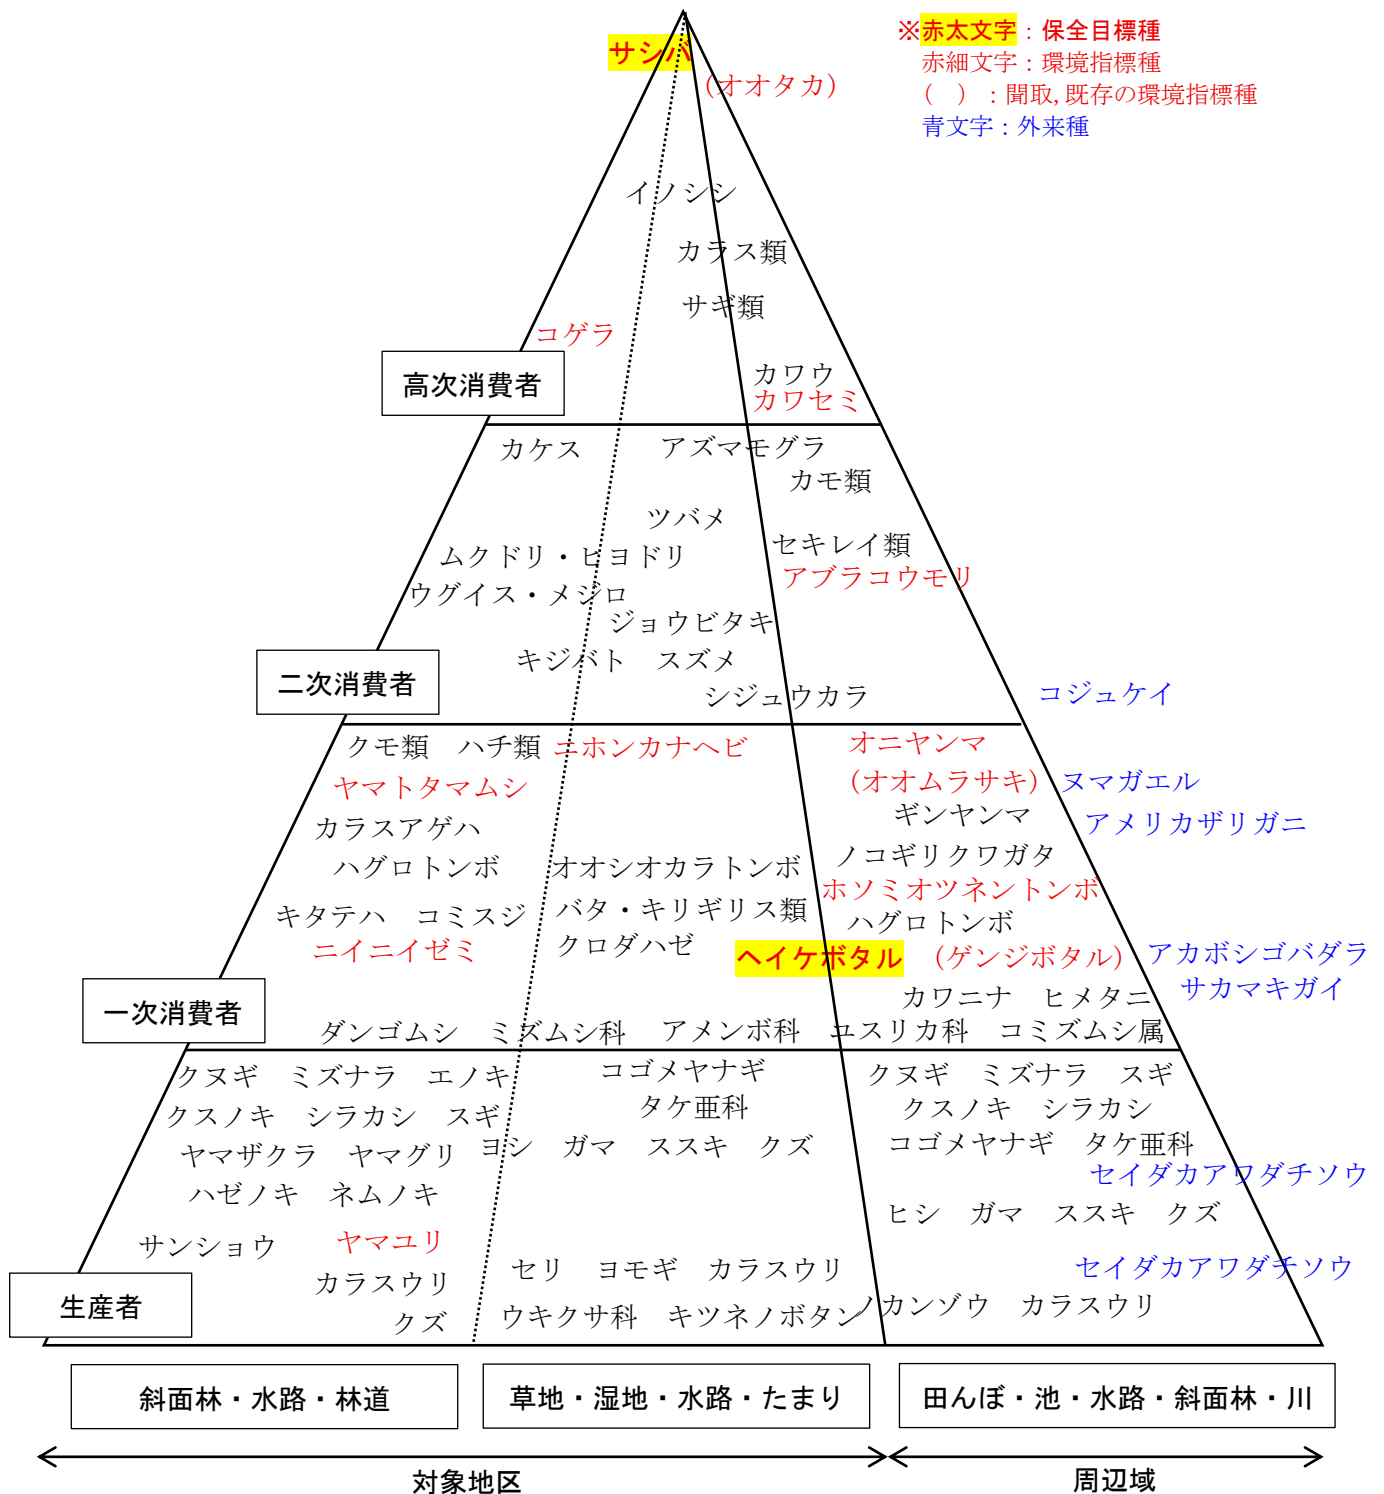 ※赤太文字：保全目標種
赤細文字：環境指標種
（　）：聞取,既存の環境指標種
青文字：外来種
サシバ
（オオタカ）
イノシシ
カラス類
サギ類
コゲラ
カワウ
高次消費者
カワセミ
カケス　アズマモグラ
カモ類
ツバメ
セキレイ類
ムクドリ・ヒヨドリ
アブラコウモリ
ウグイス・メジロ
ジョウビタキ
キジバト　スズメ
二次消費者
シジュウカラ
コジュケイ
クモ類　ハチ類　ニホンカナヘビ　オニヤンマ
ヤマトタマムシ　（オオムラサキ）　ヌマガエル
カラスアゲハ　ギンヤンマ　アメリカザリガニ
ハグロトンボ　オオシオカラトンボ　ノコギリクワガタ
ホソミオツネントンボ
キタテハ　コミスジ　バタ・キリギリス類　ハグロトンボ
ニイニイゼミ　クロダハゼ　ヘイケボタル　（ゲンジボタル）　アカボシゴバダラ
サカマキガイ
カワニナ　ヒメタニ
一次消費者
ダンゴムシ　ミズムシ科　アメンボ科　ユスリカ科　コミズムシ属
クヌギ　ミズナラ　エノキ　コゴメヤナギ　クヌギ　ミズナラ　スギ
クスノキ　シラカシ　スギ　タケ亜科　クスノキ　シラカシ
ヤマザクラ　ヤマグリ　ヨシ　ガマ　ススキ　クズ　コゴメヤナギ　タケ亜科
セイダカアワダチソウ
ハゼノキ　ネムノキ　ヒシ　ガマ　ススキ　クズ
サンショウ　ヤマユリ
カラスウリ　セリ　ヨモギ　カラスウリ　セイダカアワダチソウ
生産者
クズ　ウキクサ科　キツネノボタン　ノカンゾウ　カラスウリ
斜面林・水路・林道　草地・湿地・水路・たまり　田んぼ・池・水路・斜面林・川
対象地区　周辺域